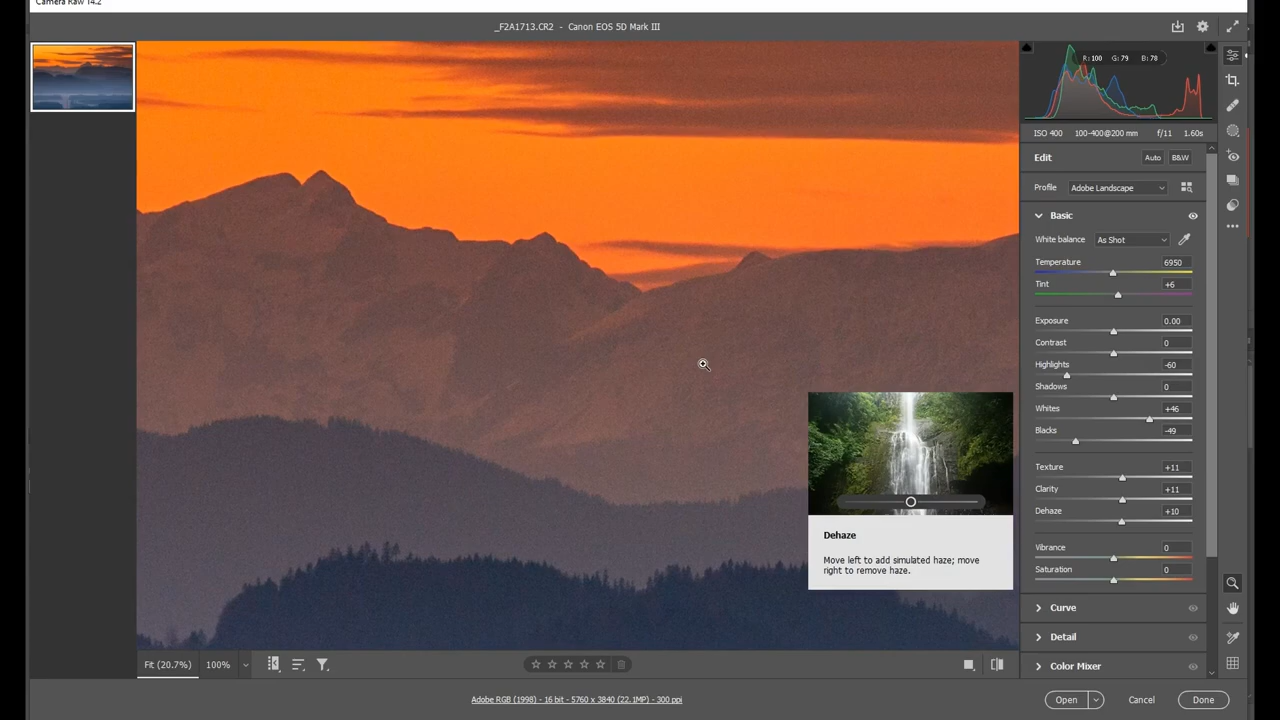 Camera Raw 14.2
_F2A1713.CR2 - Canon EOS 5D Mark III
R: 100 G: 79 B: 78
ISO 400 100-400@200 mm f/11 1.60s
Edit Auto B&W
Profile Adobe Landscape
Basic
White balance As Shot
Temperature 6950
Tint +6
Exposure 0.00
Contrast 0
Highlights -60
Shadows 0
Whites +46
Blacks -49
Texture +11
Clarity +11
Dehaze +10
Vibrance 0
Saturation 0
Curve
Detail
Color Mixer
Dehaze
Move left to add simulated haze; move
right to remove haze.
Fit (20.7%) 100%
Adobe RGB (1998) - 16 bit - 5760 x 3840 (22.1MP) - 300 ppi
Open Cancel Done